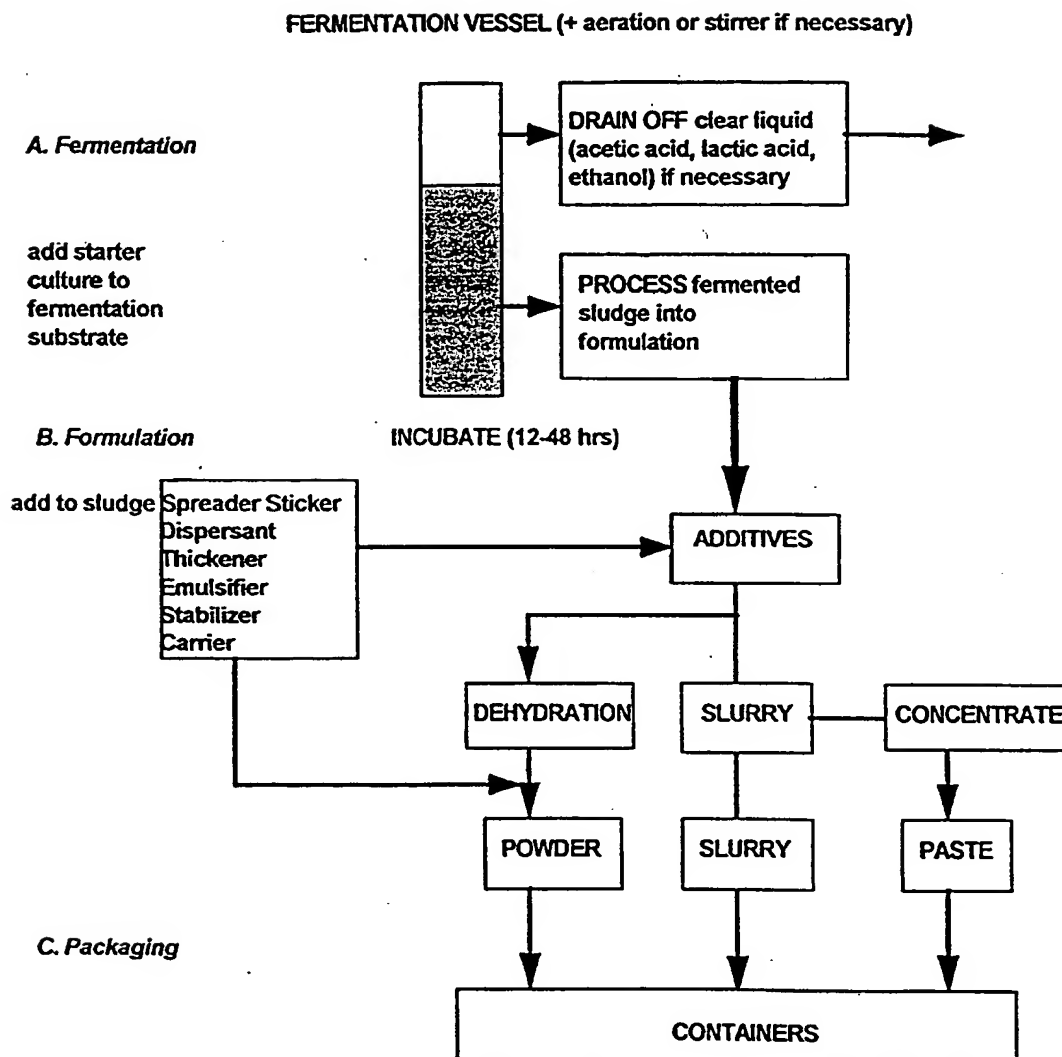 FERMENTATION VESSEL (+ aeration or stirrer if necessary)
A. Fermentation
DRAIN OFF clear liquid
(acetic acid, lactic acid,
ethanol) if necessary
add starter
culture to
fermentation
substrate
PROCESS fermented
sludge into
formulation
B. Formulation
INCUBATE (12-48 hrs)
add to sludge
Spreader Sticker
Dispersant
Thickener
Emulsifier
Stabilizer
Carrier
ADDITIVES
DEHYDRATION
SLURRY
CONCENTRATE
POWDER
SLURRY
PASTE
C. Packaging
CONTAINERS